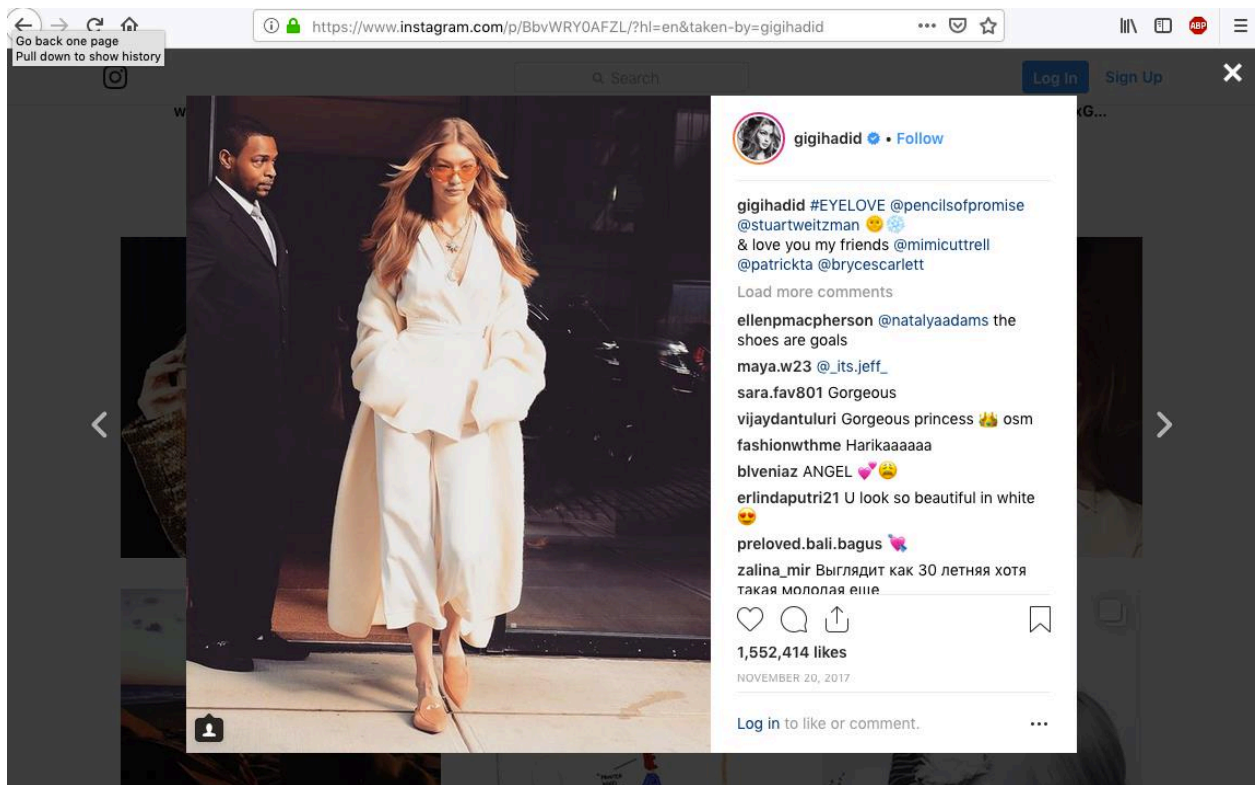 https://www.instagram.com/p/BbvWRY0AFZL/?hl=en&taken-by=gigihadid
Go back one page
Pull down to show history
ABP
Search
Log In
Sign Up
gigihadid • Follow
gigihadid #EYELOVE @pencilsofpromise
@stuartweitzman 🌞❄️
& love you my friends @mimicuttrell
@patrickta @brycescarlett
Load more comments
ellenpmacpherson @natalyaadams the
shoes are goals
maya.w23 @_its.jeff_
sara.fav801 Gorgeous
vijaydantuluri Gorgeous princess 👑 osm
fashionwthme Harikaaaaaa
blveniaz ANGEL 💕😩
erlindaputri21 U look so beautiful in white
😍
preloved.bali.bagus 💘
zalina_mir Выглядит как 30 летняя хотя
такая молодая еще
1,552,414 likes
NOVEMBER 20, 2017
Log in to like or comment.